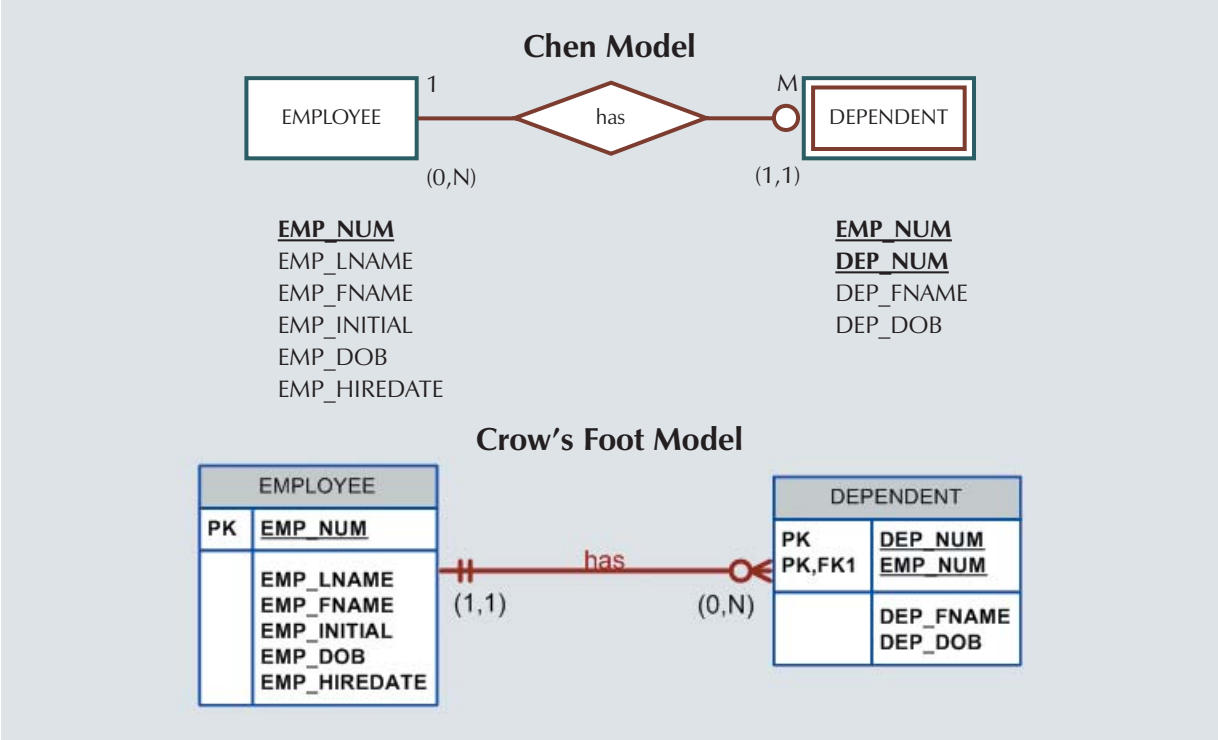 Chen Model
1
M
EMPLOYEE
has
DEPENDENT
(0,N)
(1,1)
EMP_NUM
EMP_LNAME
EMP_FNAME
EMP_INITIAL
EMP_DOB
EMP_HIREDATE
EMP_NUM
DEP_NUM
DEP_FNAME
DEP_DOB
Crow's Foot Model
EMPLOYEE
PK EMP_NUM
EMP_LNAME
EMP_FNAME
EMP_INITIAL
EMP_DOB
EMP_HIREDATE
has
(1,1)
(0,N)
DEPENDENT
PK DEP_NUM
PK,FK1 EMP_NUM
DEP_FNAME
DEP_DOB